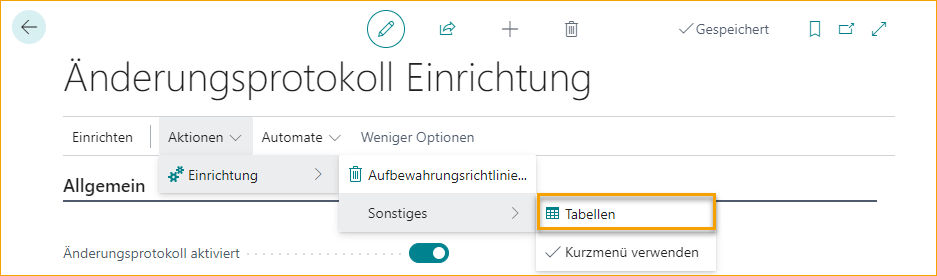 Gespeichert
Änderungsprotokoll Einrichtung
Einrichten Aktionen Automate Weniger Optionen
Einrichtung Aufbewahrungsrichtlinie...
Allgemein
Sonstiges Tabellen
Änderungsprotokoll aktiviert Kurzmenü verwenden